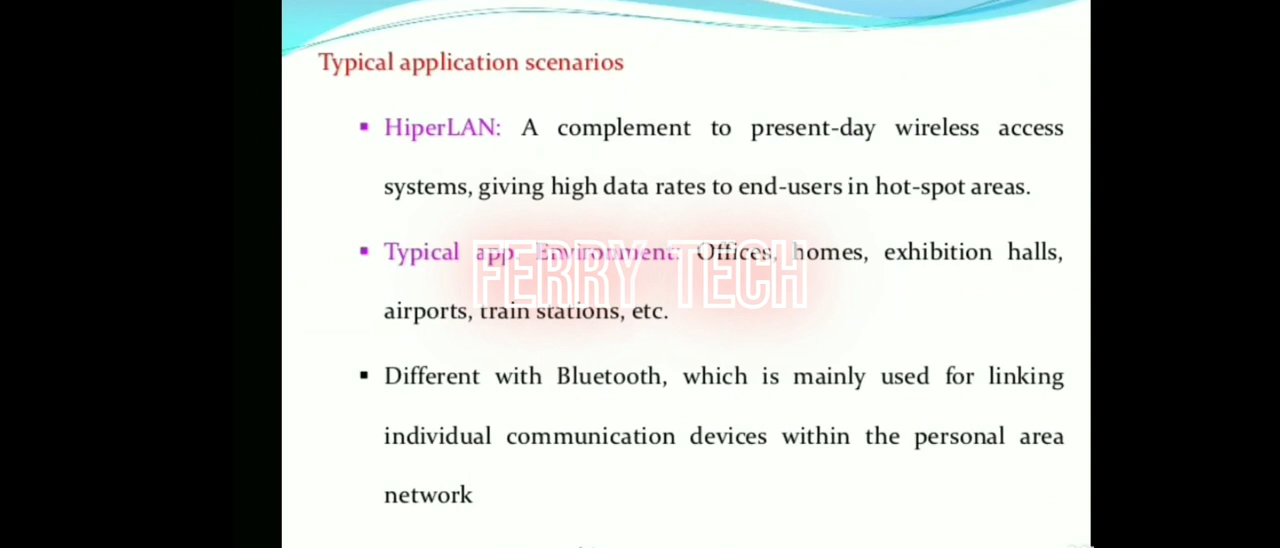 Typical application scenarios
▪ HiperLAN: A complement to present-day wireless access
systems, giving high data rates to end-users in hot-spot areas.
▪ Typical app. Environment: Offices, homes, exhibition halls,
airports, train stations, etc.
FERRY TECH
▪ Different with Bluetooth, which is mainly used for linking
individual communication devices within the personal area
network